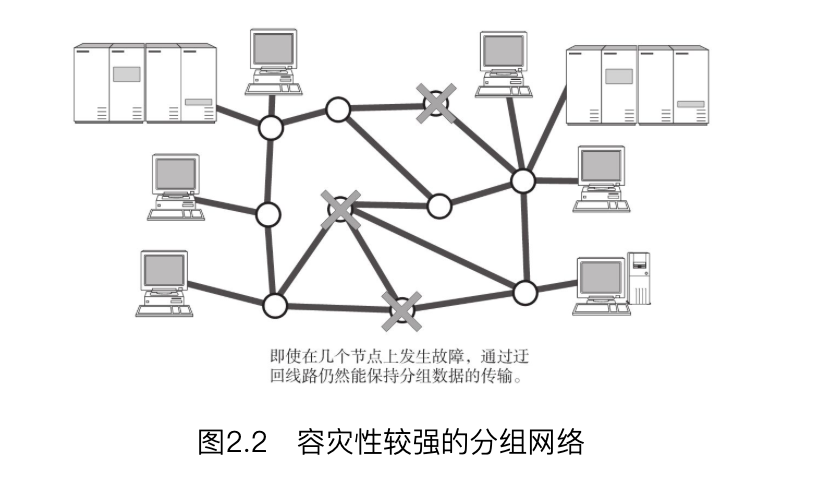 即使在几个节点上发生故障，通过迂
回线路仍然能保持分组数据的传输。
图2.2 容灾性较强的分组网络